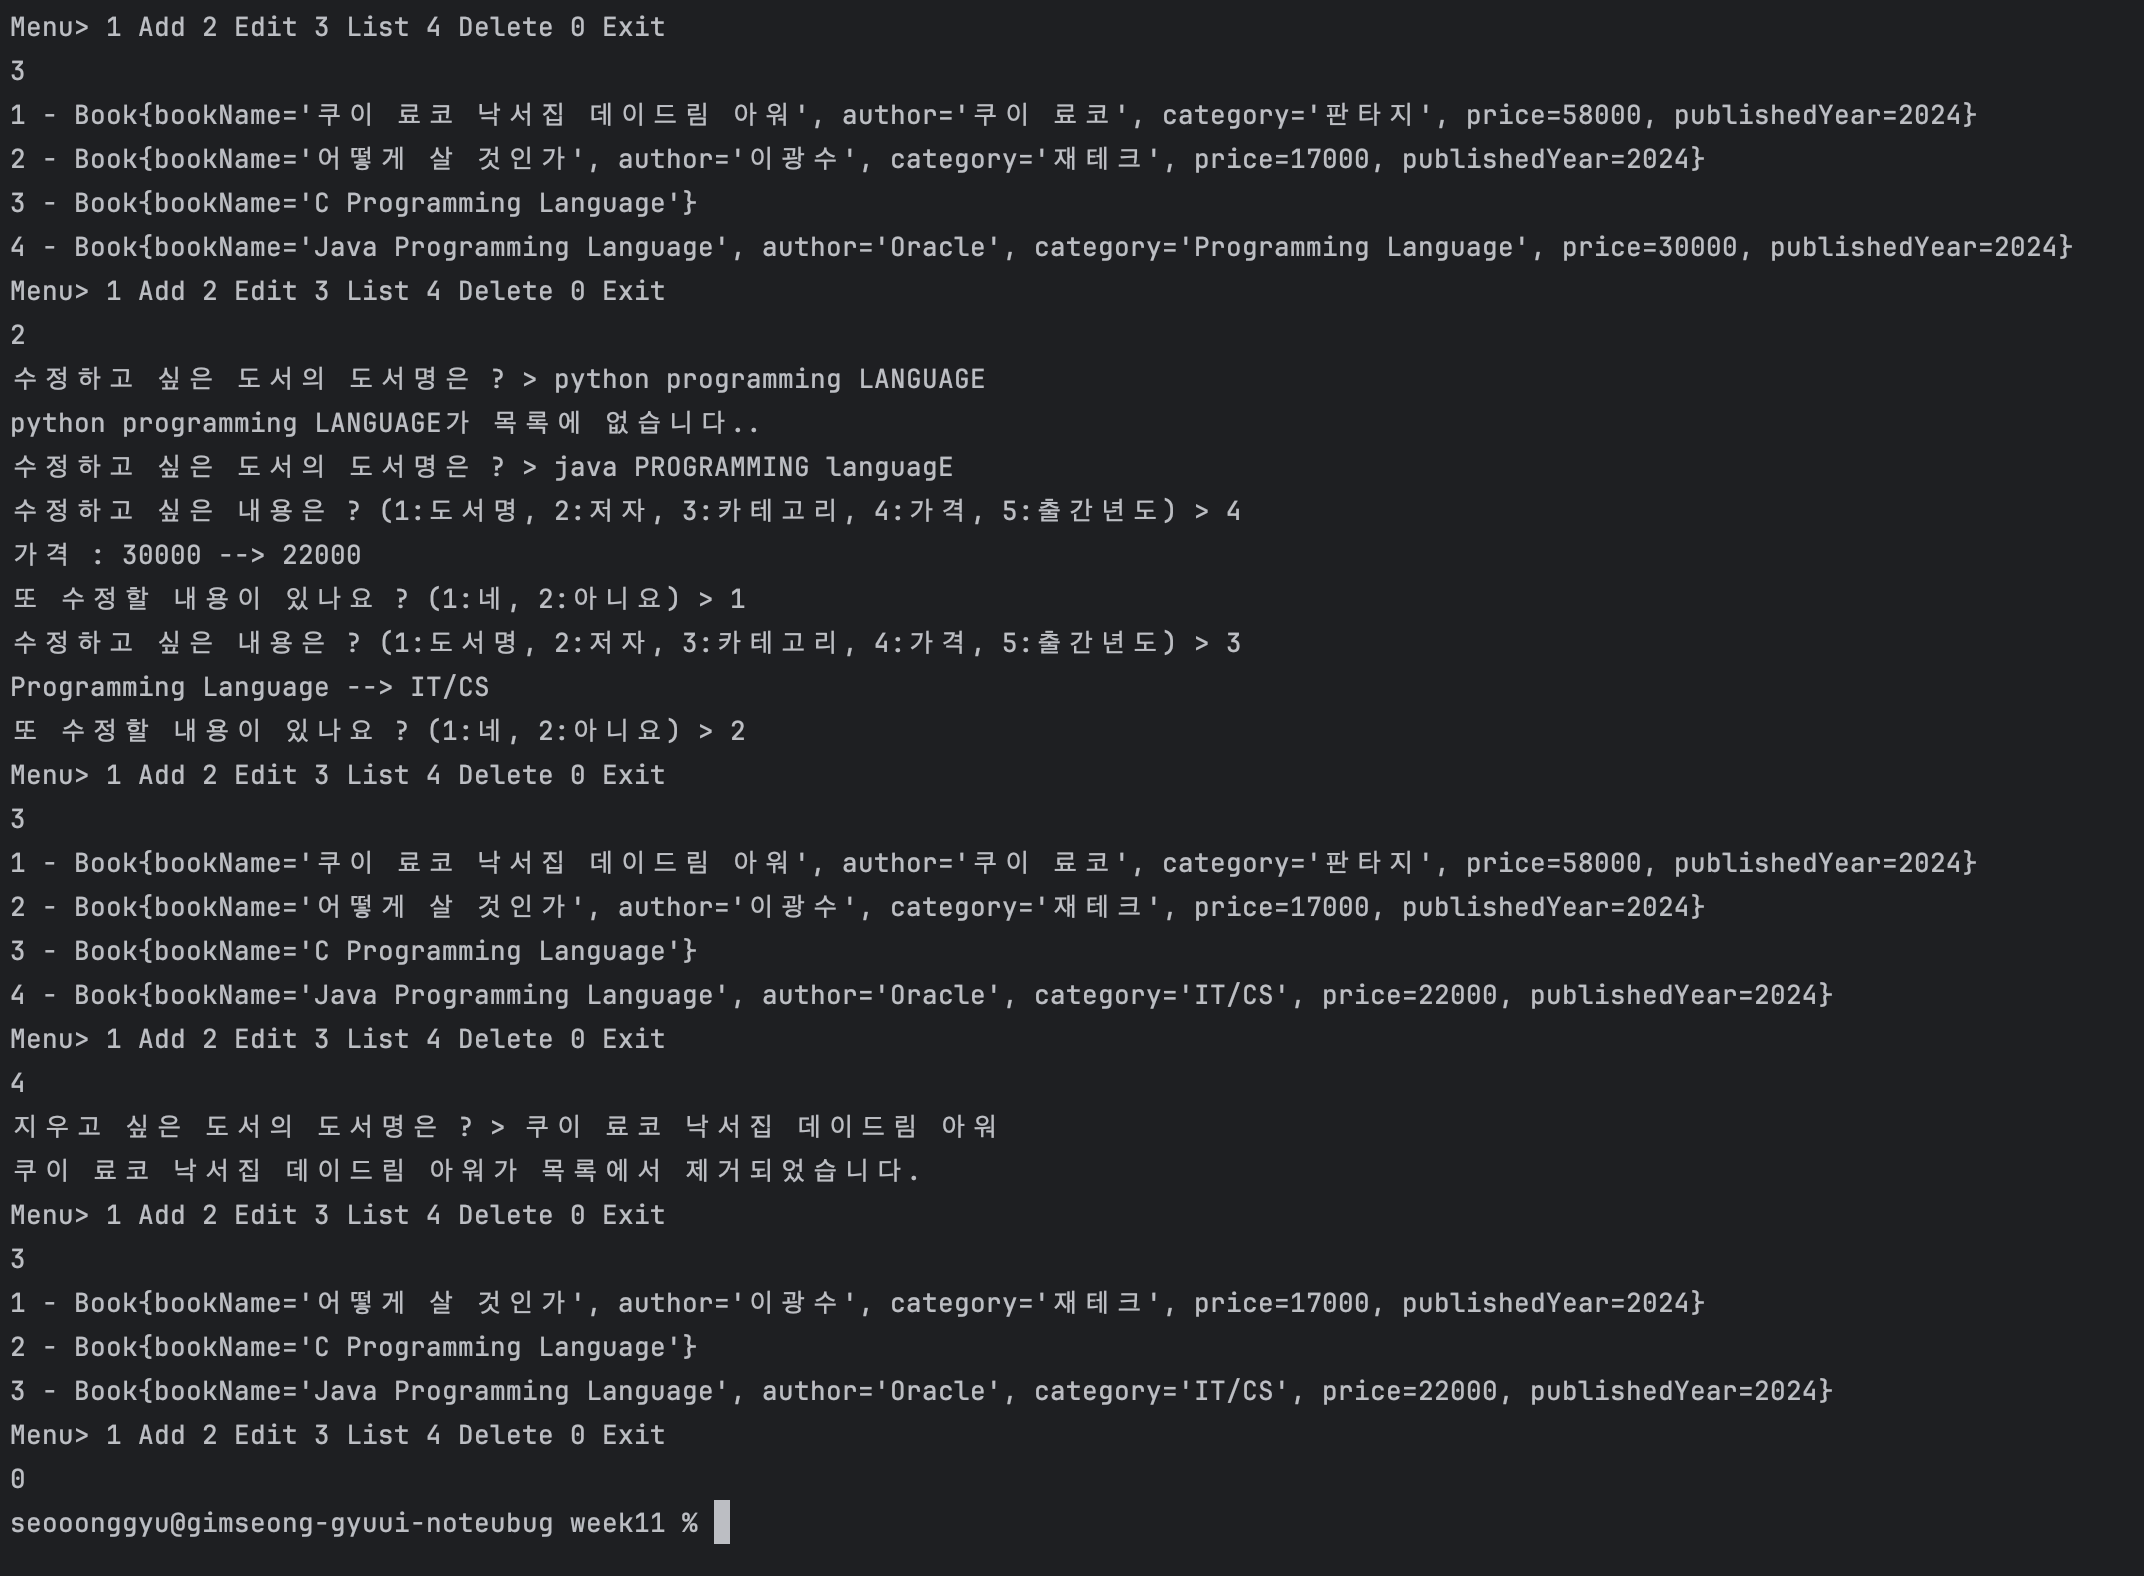 Menu> 1 Add 2 Edit 3 List 4 Delete 0 Exit
3
1 - Book{bookName='쿠이 료코 낙서집 데이드림 아워', author='쿠이 료코', category='판타지', price=58000, publishedYear=2024}
2 - Book{bookName='어떻게 살 것인가', author='이광수', category='재테크', price=17000, publishedYear=2024}
3 - Book{bookName='C Programming Language'}
4 - Book{bookName='Java Programming Language', author='Oracle', category='Programming Language', price=30000, publishedYear=2024}
Menu> 1 Add 2 Edit 3 List 4 Delete 0 Exit
2
수정하고 싶은 도서의 도서명은 ? > python programming LANGUAGE
python programming LANGUAGE가 목록에 없습니다..
수정하고 싶은 도서의 도서명은 ? > java PROGRAMMING languagE
수정하고 싶은 내용은 ? (1:도서명, 2:저자, 3:카테고리, 4:가격, 5:출간년도) > 4
가격 : 30000 --> 22000
또 수정할 내용이 있나요 ? (1:네, 2:아니요) > 1
수정하고 싶은 내용은 ? (1:도서명, 2:저자, 3:카테고리, 4:가격, 5:출간년도) > 3
Programming Language --> IT/CS
또 수정할 내용이 있나요 ? (1:네, 2:아니요) > 2
Menu> 1 Add 2 Edit 3 List 4 Delete 0 Exit
3
1 - Book{bookName='쿠이 료코 낙서집 데이드림 아워', author='쿠이 료코', category='판타지', price=58000, publishedYear=2024}
2 - Book{bookName='어떻게 살 것인가', author='이광수', category='재테크', price=17000, publishedYear=2024}
3 - Book{bookName='C Programming Language'}
4 - Book{bookName='Java Programming Language', author='Oracle', category='IT/CS', price=22000, publishedYear=2024}
Menu> 1 Add 2 Edit 3 List 4 Delete 0 Exit
4
지우고 싶은 도서의 도서명은 ? > 쿠이 료코 낙서집 데이드림 아워
쿠이 료코 낙서집 데이드림 아워가 목록에서 제거되었습니다.
Menu> 1 Add 2 Edit 3 List 4 Delete 0 Exit
3
1 - Book{bookName='어떻게 살 것인가', author='이광수', category='재테크', price=17000, publishedYear=2024}
2 - Book{bookName='C Programming Language'}
3 - Book{bookName='Java Programming Language', author='Oracle', category='IT/CS', price=22000, publishedYear=2024}
Menu> 1 Add 2 Edit 3 List 4 Delete 0 Exit
0
seooonggyu@gimseong-gyuui-noteubug week11 %